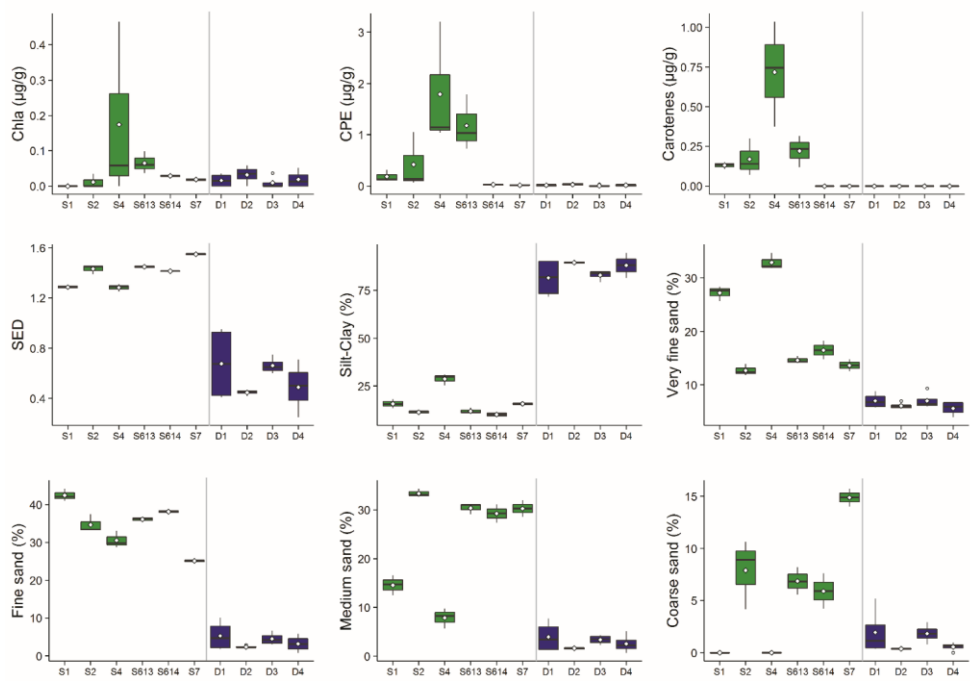 Chla (µg/g)
0.4
0.3
0.2
0.1
0.0
S1 S2 S4 S613 S614 S7 D1 D2 D3 D4
CPE (µg/g)
3
2
1
0
S1 S2 S4 S613 S614 S7 D1 D2 D3 D4
Carotenes (µg/g)
1.00
0.75
0.50
0.25
0.00
S1 S2 S4 S613 S614 S7 D1 D2 D3 D4
SED
1.6
1.2
0.8
0.4
S1 S2 S4 S613 S614 S7 D1 D2 D3 D4
Silt-Clay (%)
75
50
25
S1 S2 S4 S613 S614 S7 D1 D2 D3 D4
Very fine sand (%)
30
20
10
S1 S2 S4 S613 S614 S7 D1 D2 D3 D4
Fine sand (%)
40
30
20
10
0
S1 S2 S4 S613 S614 S7 D1 D2 D3 D4
Medium sand (%)
30
20
10
0
S1 S2 S4 S613 S614 S7 D1 D2 D3 D4
Coarse sand (%)
15
10
5
0
S1 S2 S4 S613 S614 S7 D1 D2 D3 D4